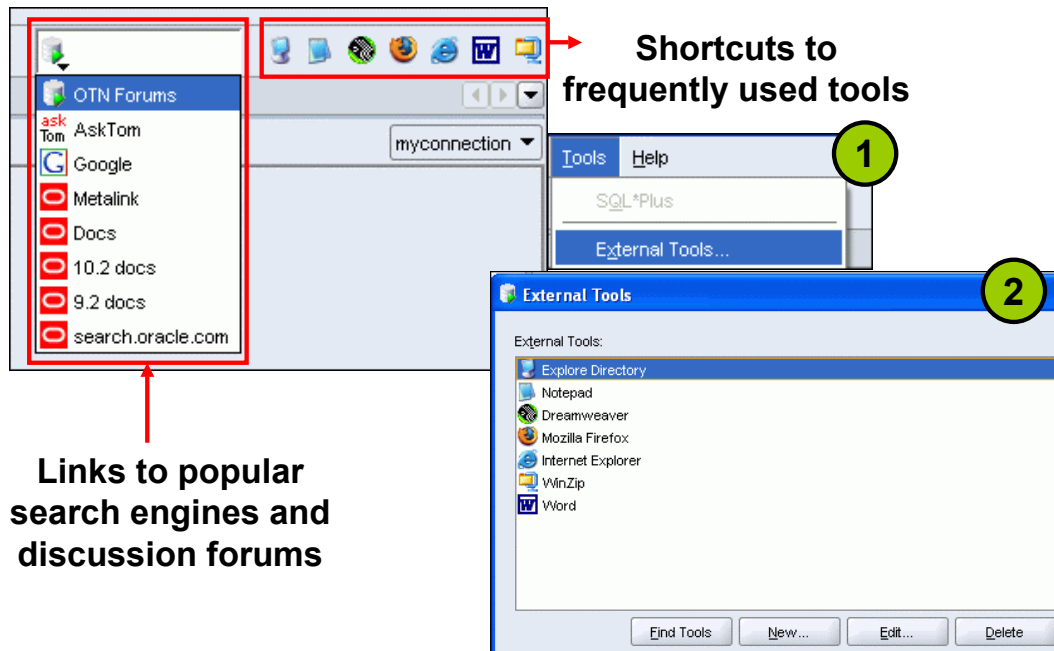 Shortcuts to
frequently used tools
OTN Forums
ask
Tom AskTom
G Google
Metalink
Docs
10.2 docs
9.2 docs
search.oracle.com
myconnection
W
Links to popular
search engines and
discussion forums
1
Tools Help
SQL*Plus
External Tools...
2
External Tools
External Tools:
Explore Directory
Notepad
Dreamweaver
Mozilla Firefox
Internet Explorer
WinZip
W Word
Find Tools New... Edit... Delete